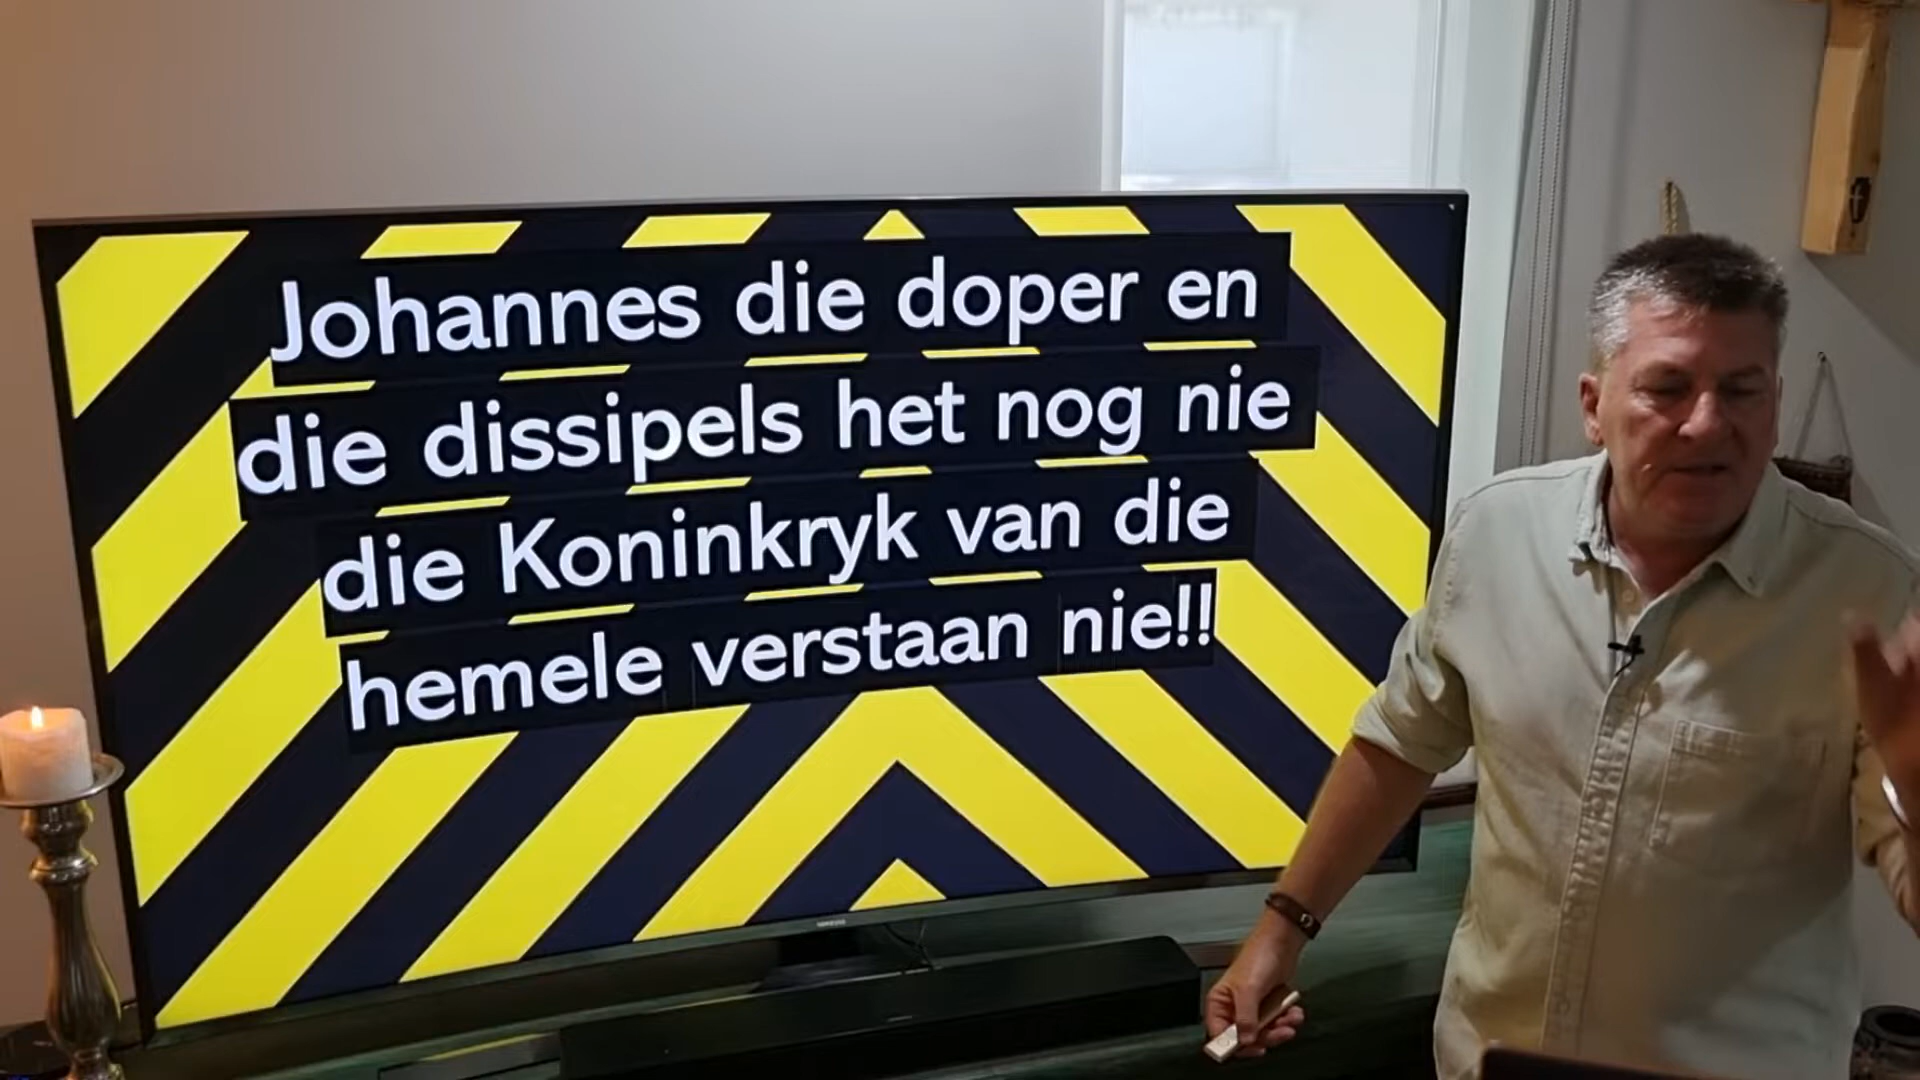 Johannes die doper en
die dissipels het nog nie
die Koninkryk van die
hemele verstaan nie!!